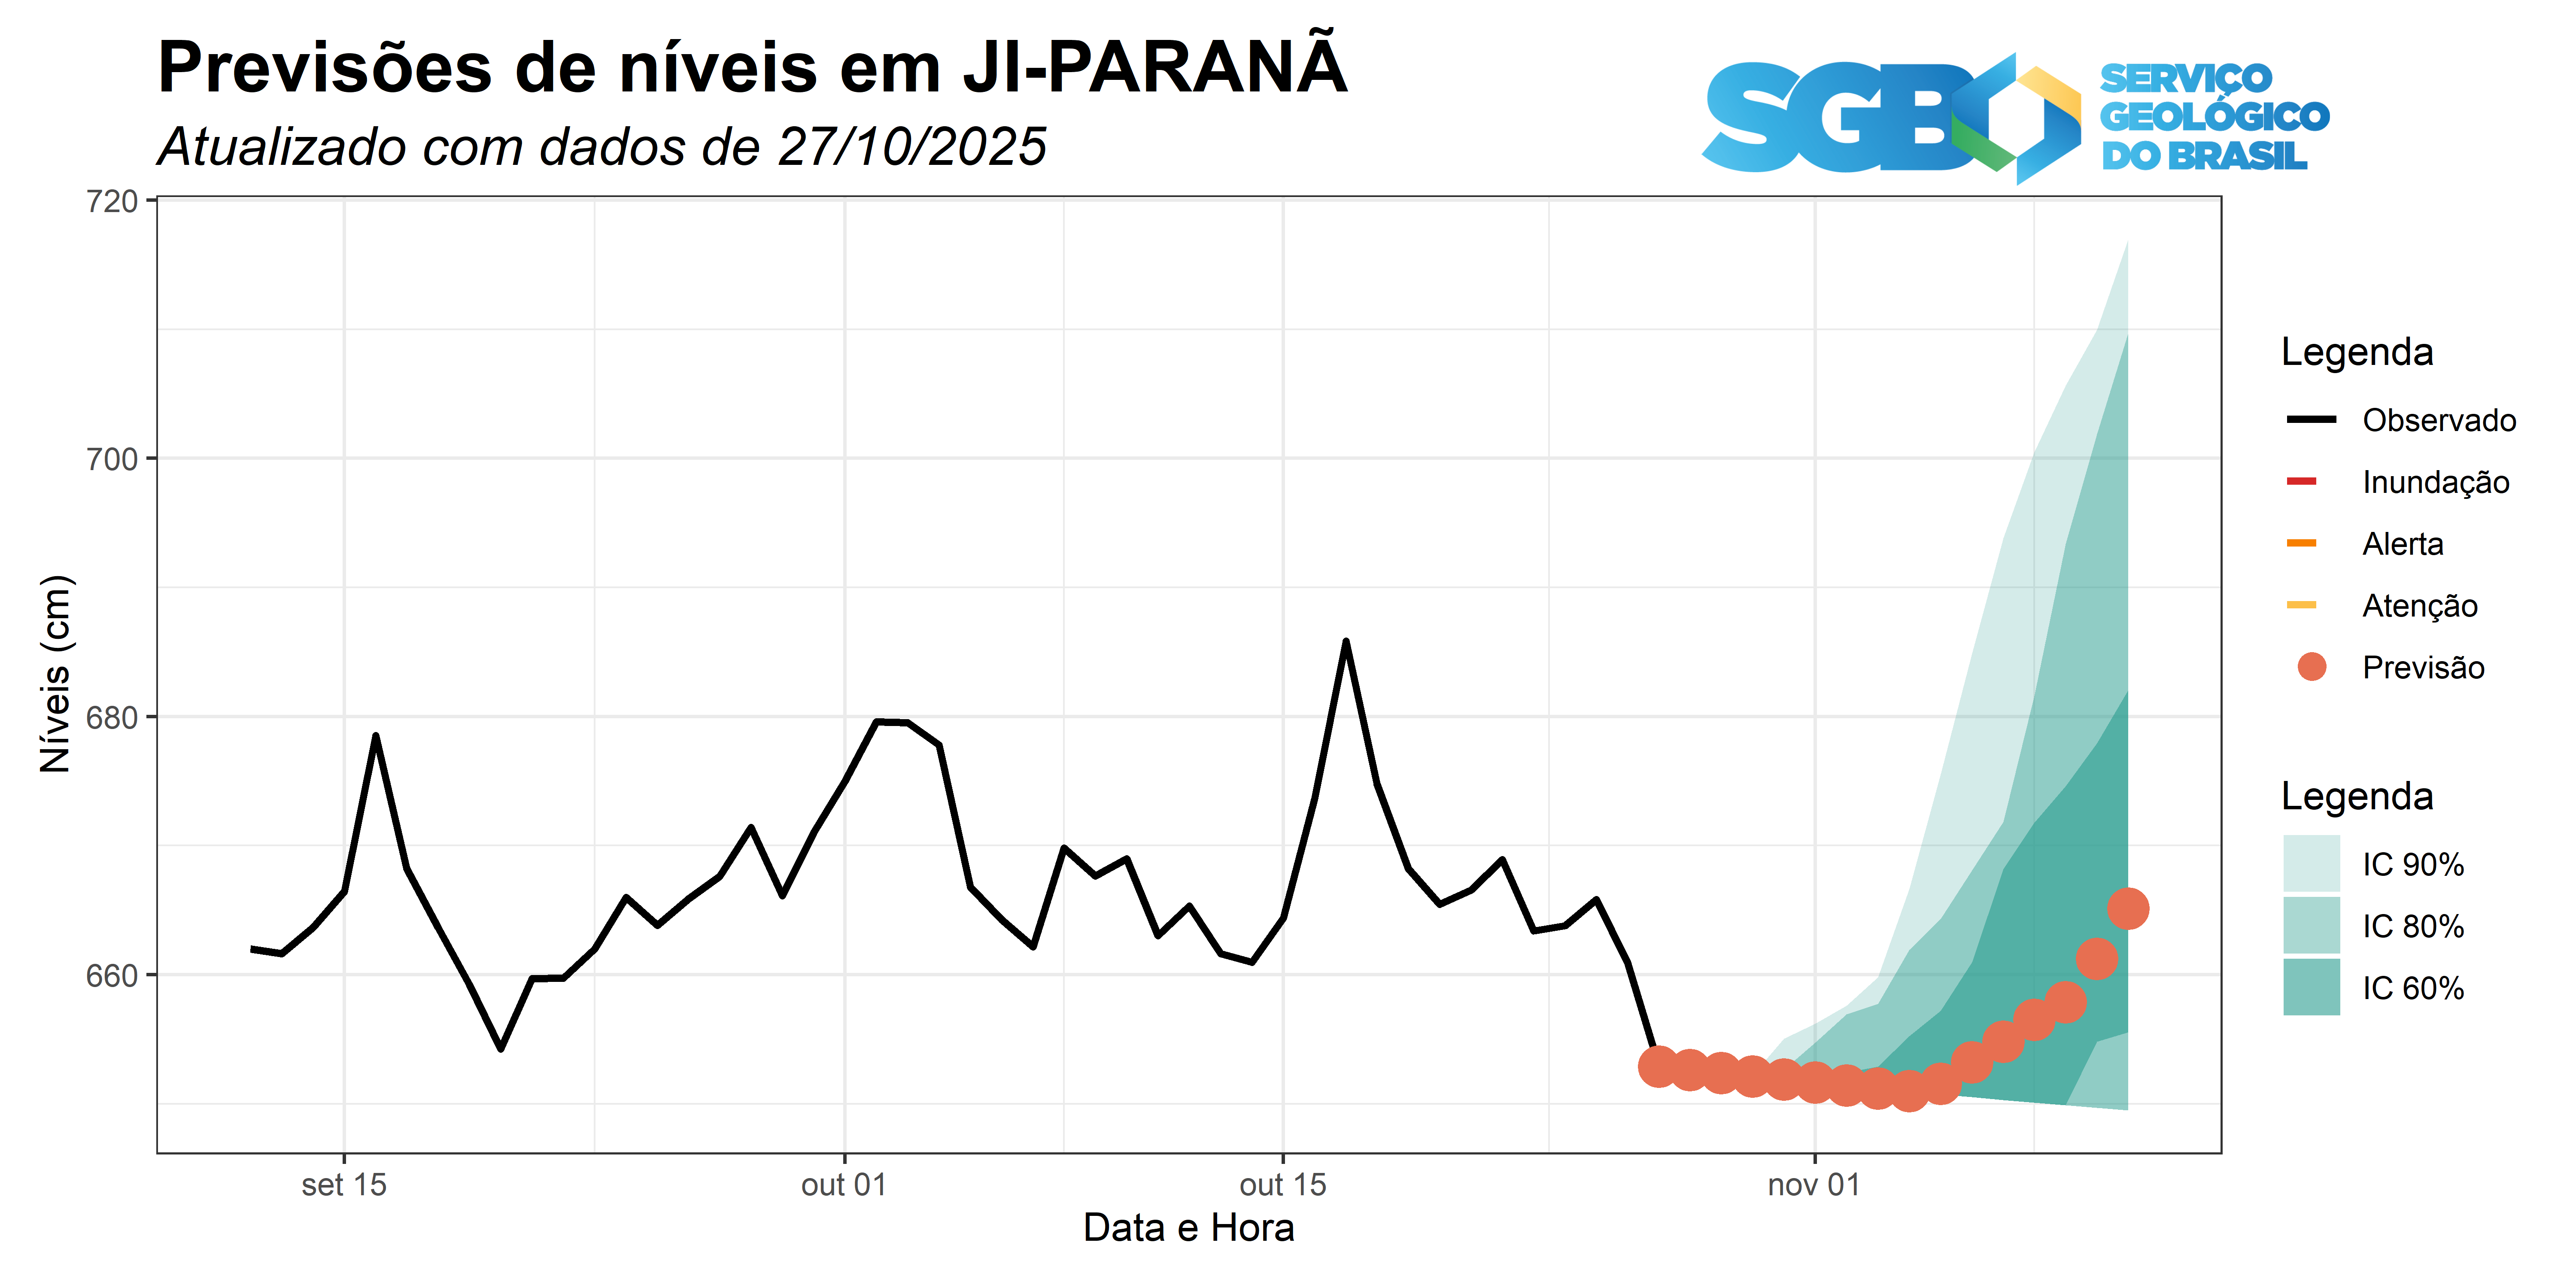 Previsões de níveis em JI-PARANÃ
Atualizado com dados de 27/10/2025
SGB
SERVIÇO
GEOLÓGICO
DO BRASIL
720
700
680
660
Níveis (cm)
set 15
out 01
out 15
nov 01
Data e Hora
Legenda
Observado
Inundação
Alerta
Atenção
Previsão
Legenda
IC 90%
IC 80%
IC 60%